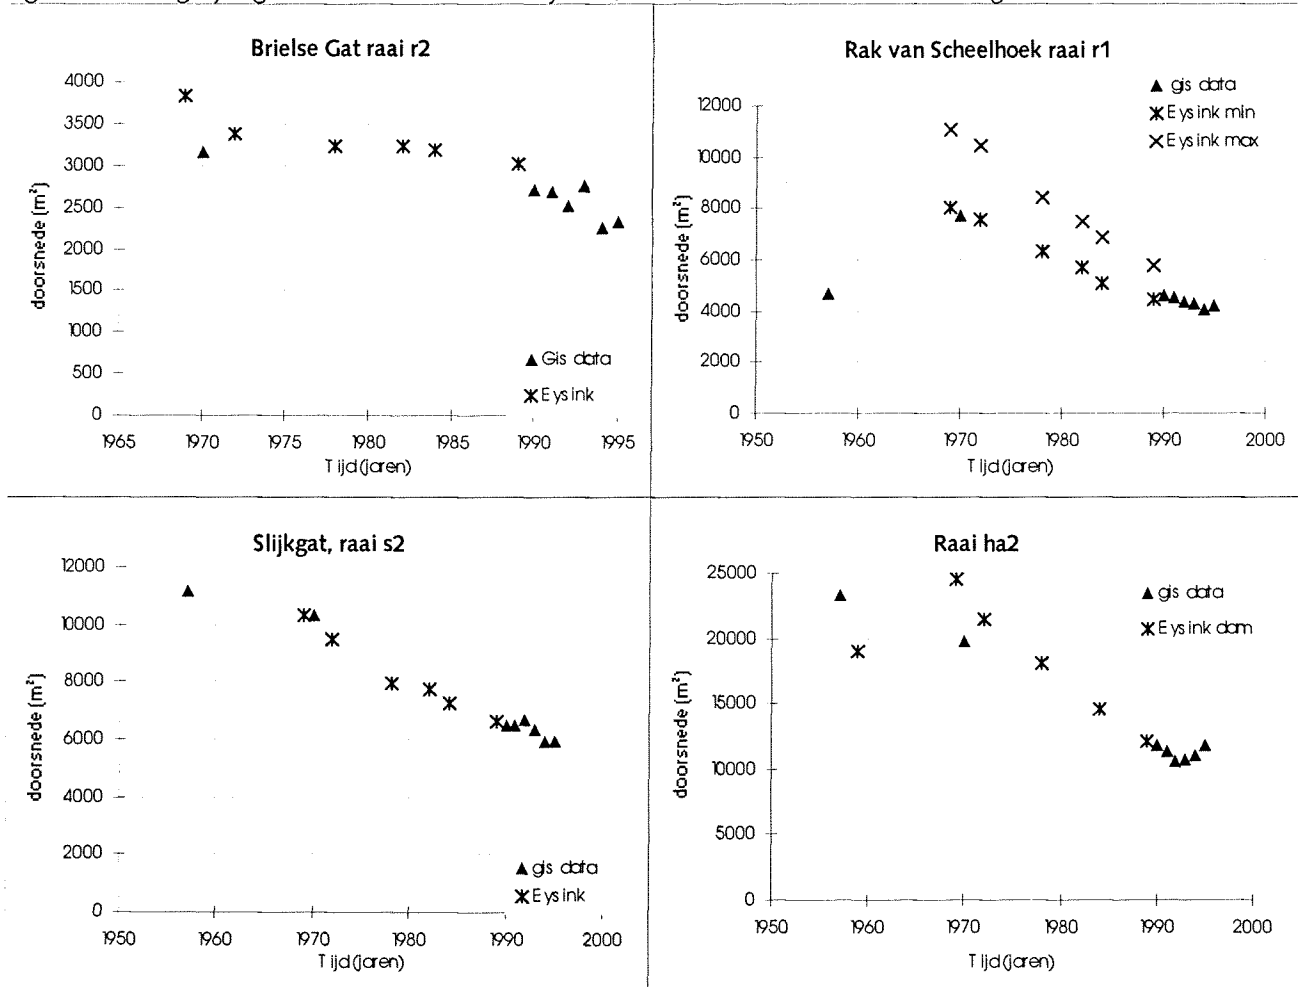 Brielse Gat raai r2
4000
3500
3000
2500
2000
1500
1000
500
0
doorsnede (m²)
Gis data
Eysink
1965 1970 1975 1980 1985 1990 1995
Tijd (jaren)
Rak van Scheelhoek raai r1
gis data
Eysink min
Eysink max
12000
10000
8000
6000
4000
2000
0
doorsnede (m²)
1950 1960 1970 1980 1990 2000
Tijd (jaren)
Slijkgat, raai s2
12000
10000
8000
6000
4000
2000
0
doorsnede (m²)
gis data
Eysink
1950 1960 1970 1980 1990 2000
Tijd (jaren)
Raai ha2
25000
20000
15000
10000
5000
0
doorsnede (m²)
gis data
Eysink dam
1950 1960 1970 1980 1990 2000
Tijd (jaren)